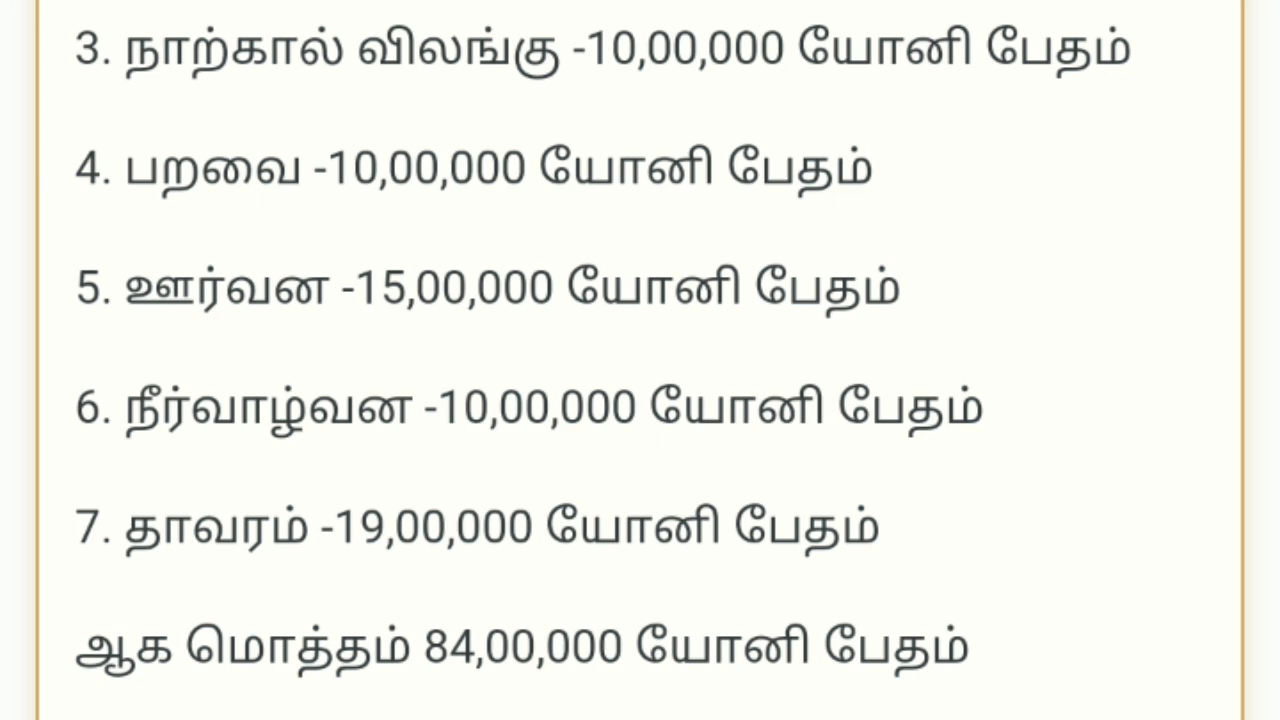 3. நாற்கால் விலங்கு -10,00,000 யோனி பேதம்
4. பறவை -10,00,000 யோனி பேதம்
5. ஊர்வன -15,00,000 யோனி பேதம்
6. நீர்வாழ்வன -10,00,000 யோனி பேதம்
7. தாவரம் -19,00,000 யோனி பேதம்
ஆக மொத்தம் 84,00,000 யோனி பேதம்